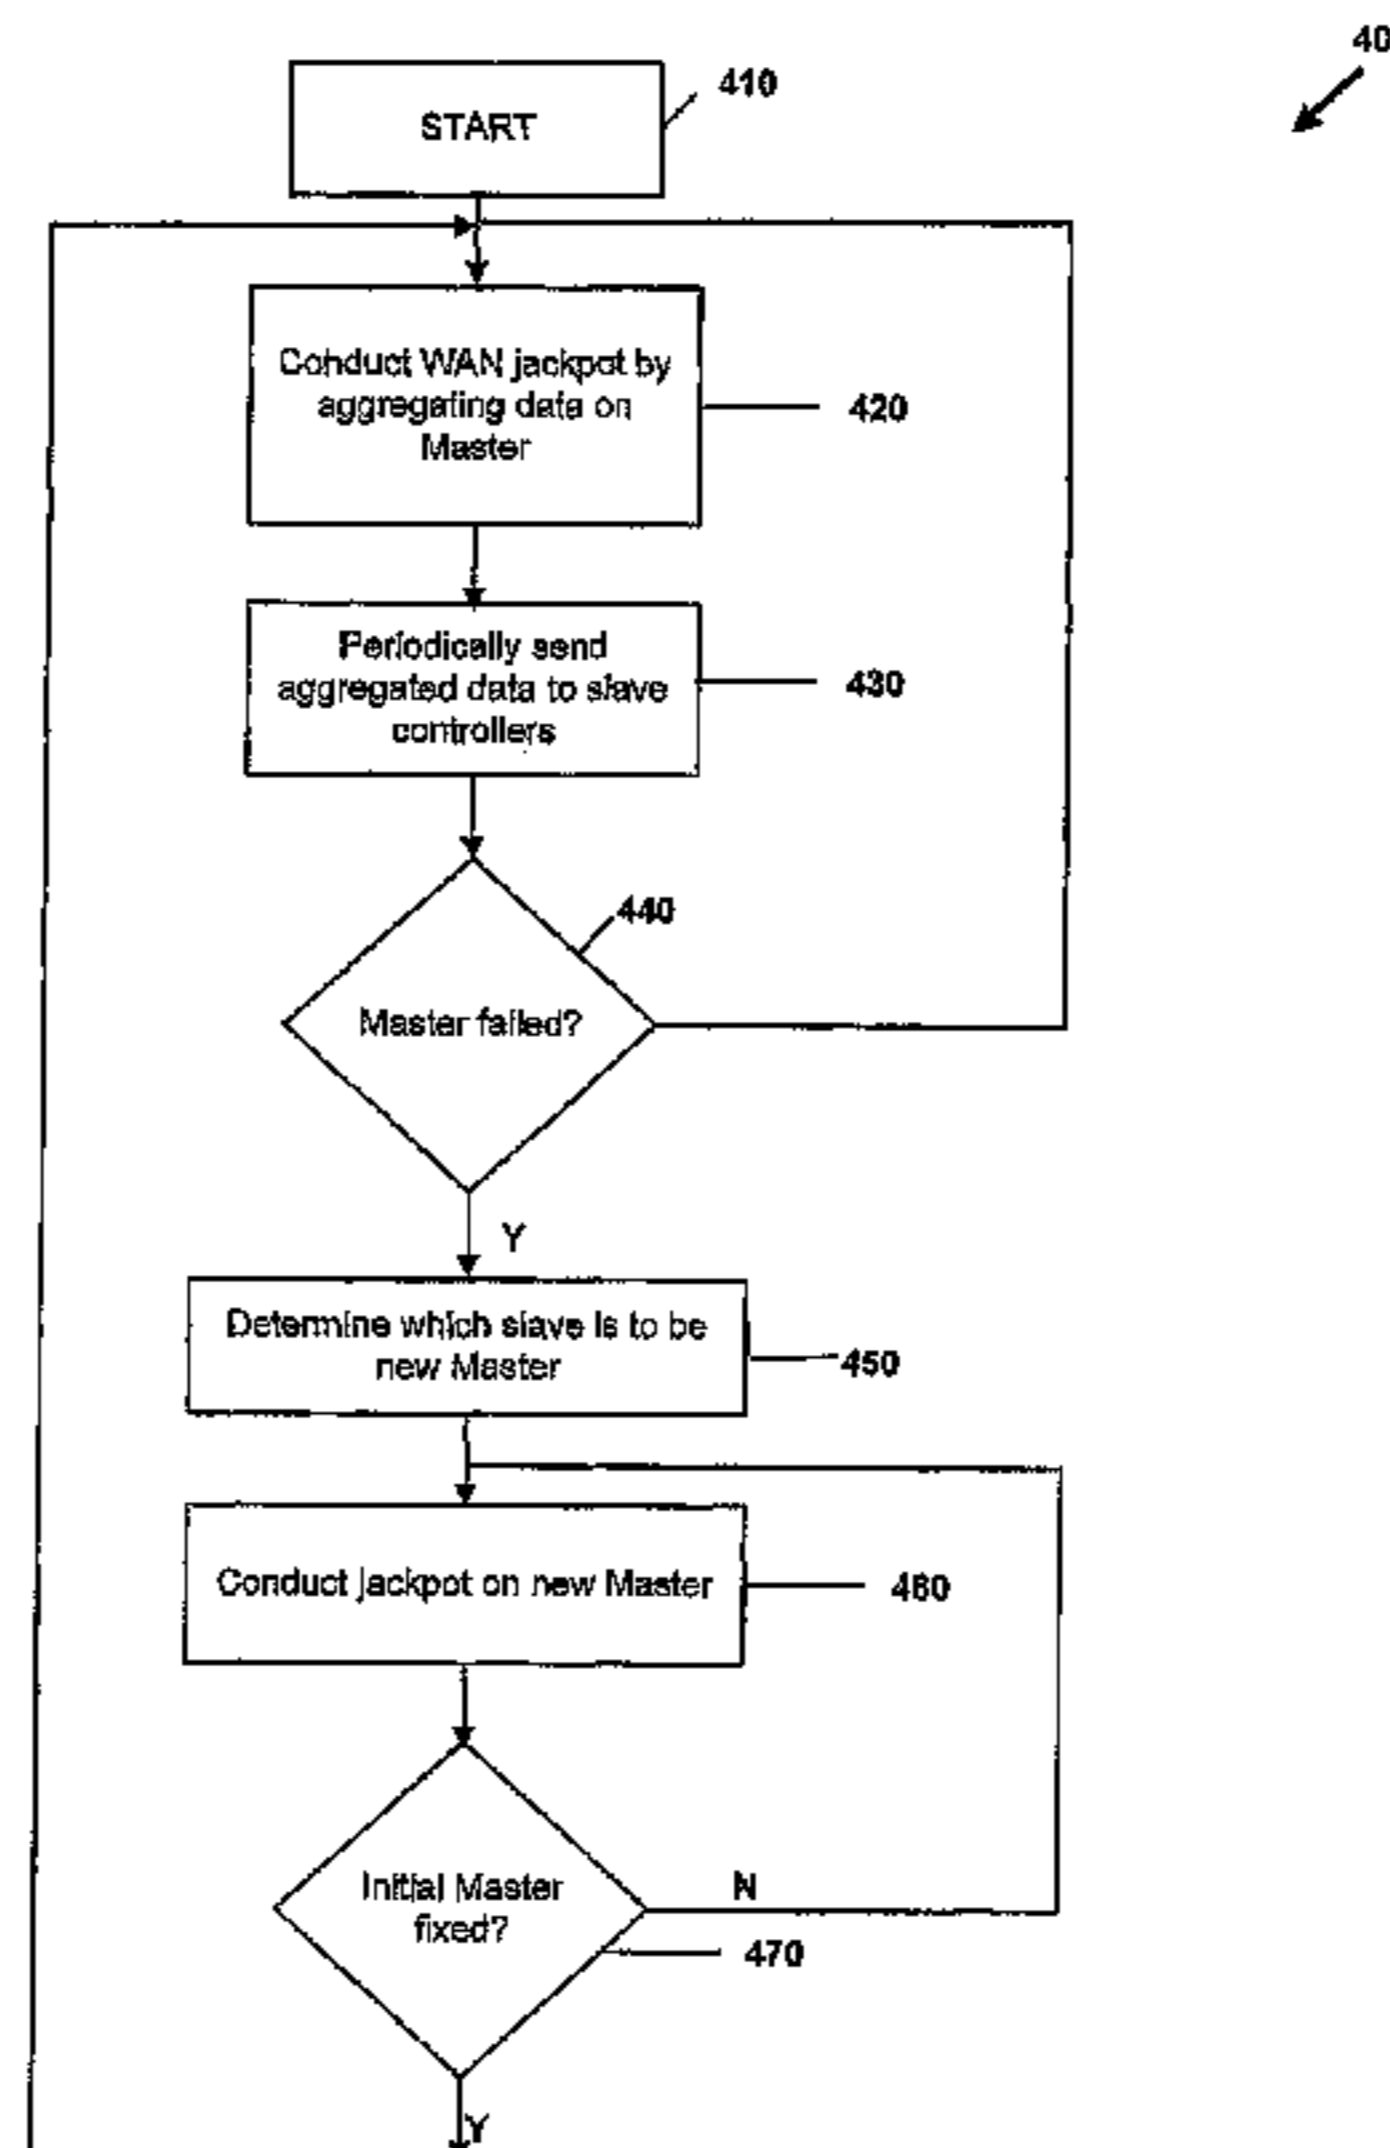 40
START
410
Conduct WAN jackpot by
aggregating data on
Master
420
Periodically send
aggregated data to slave
controllers
430
440
Master failed?
Y
Determine which slave is to be
new Master
450
Conduct jackpot on new Master
460
Initial Master
fixed?
N
470
Y